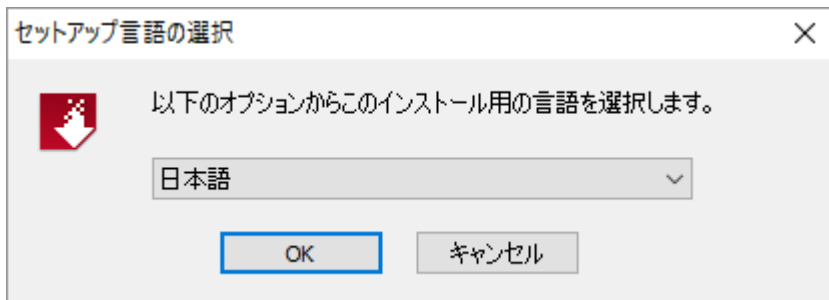 セットアップ言語の選択
以下のオプションからこのインストール用の言語を選択します。
日本語
OK
キャンセル